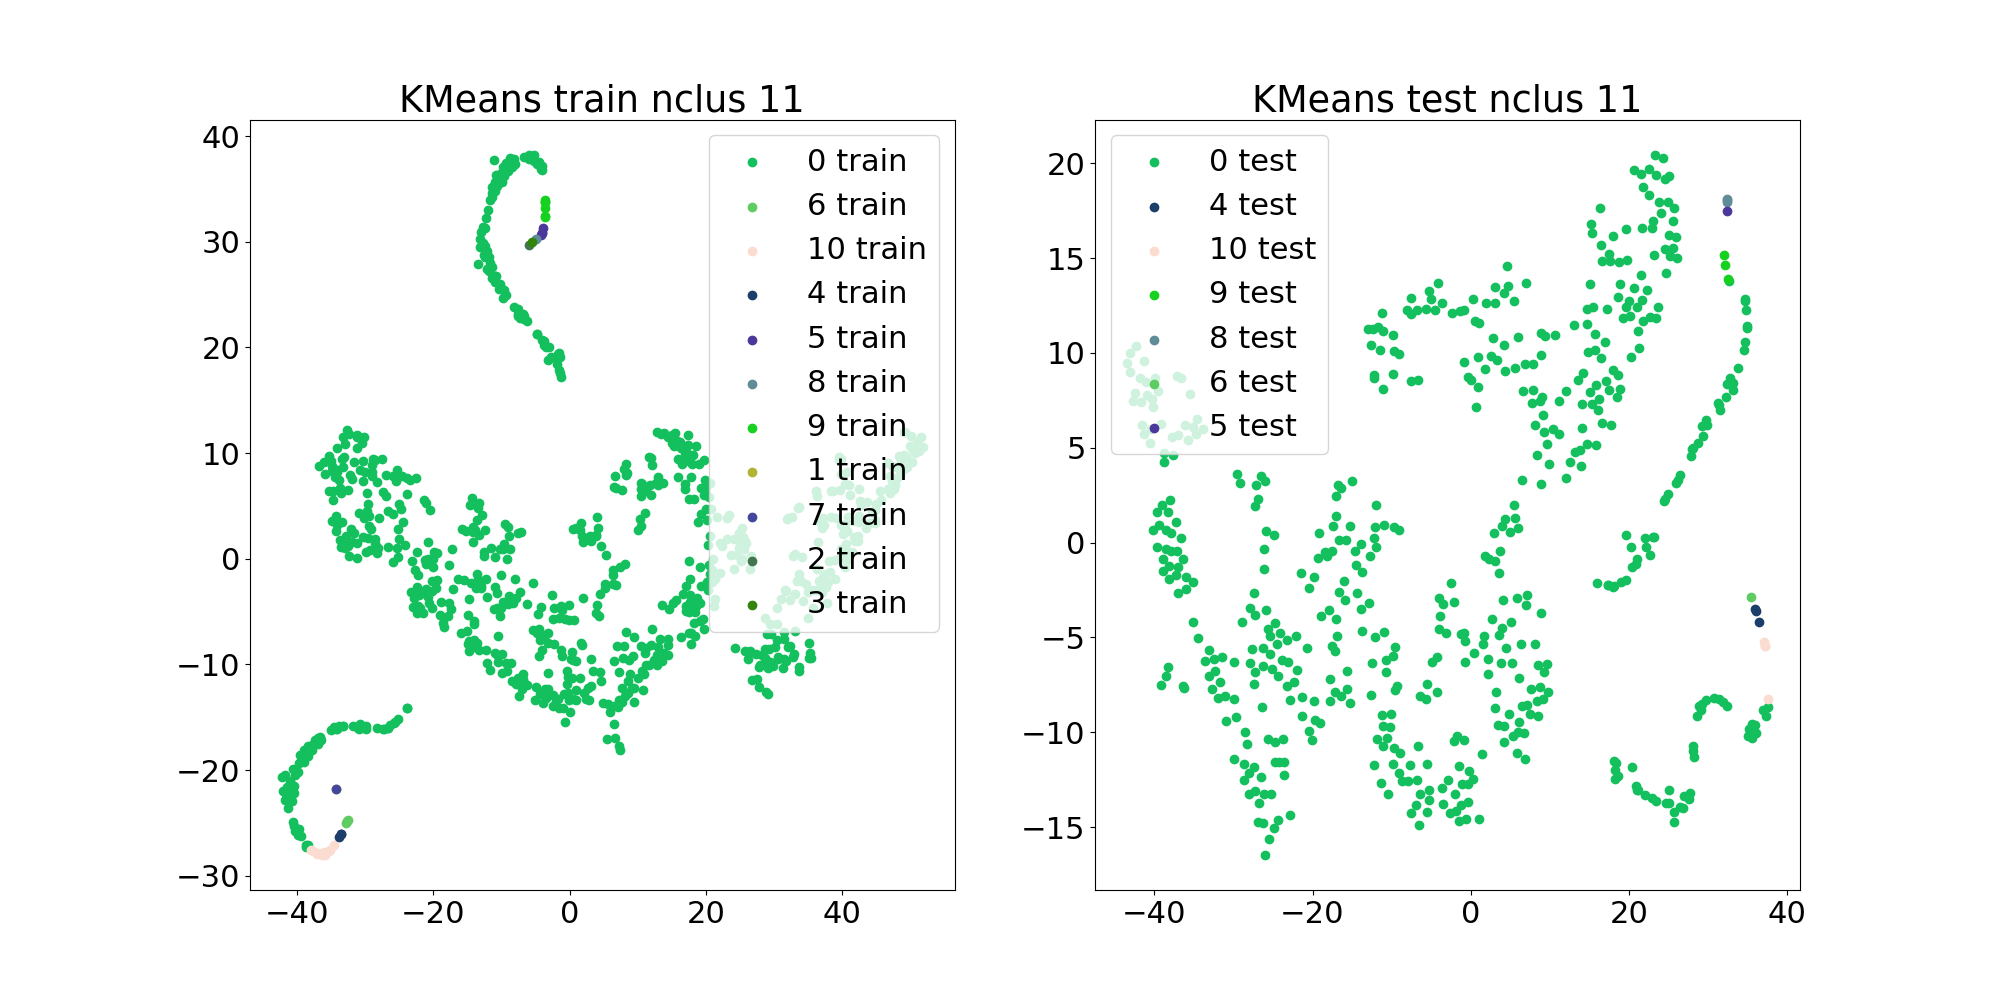 KMeans train nclus 11
40
30
20
10
0
−10
−20
−30
−40
−20
0
20
40
0 train
6 train
10 train
4 train
5 train
8 train
9 train
1 train
7 train
2 train
3 train
KMeans test nclus 11
20
15
10
5
0
−5
−10
−15
−40
−20
0
20
40
0 test
4 test
10 test
9 test
8 test
6 test
5 test